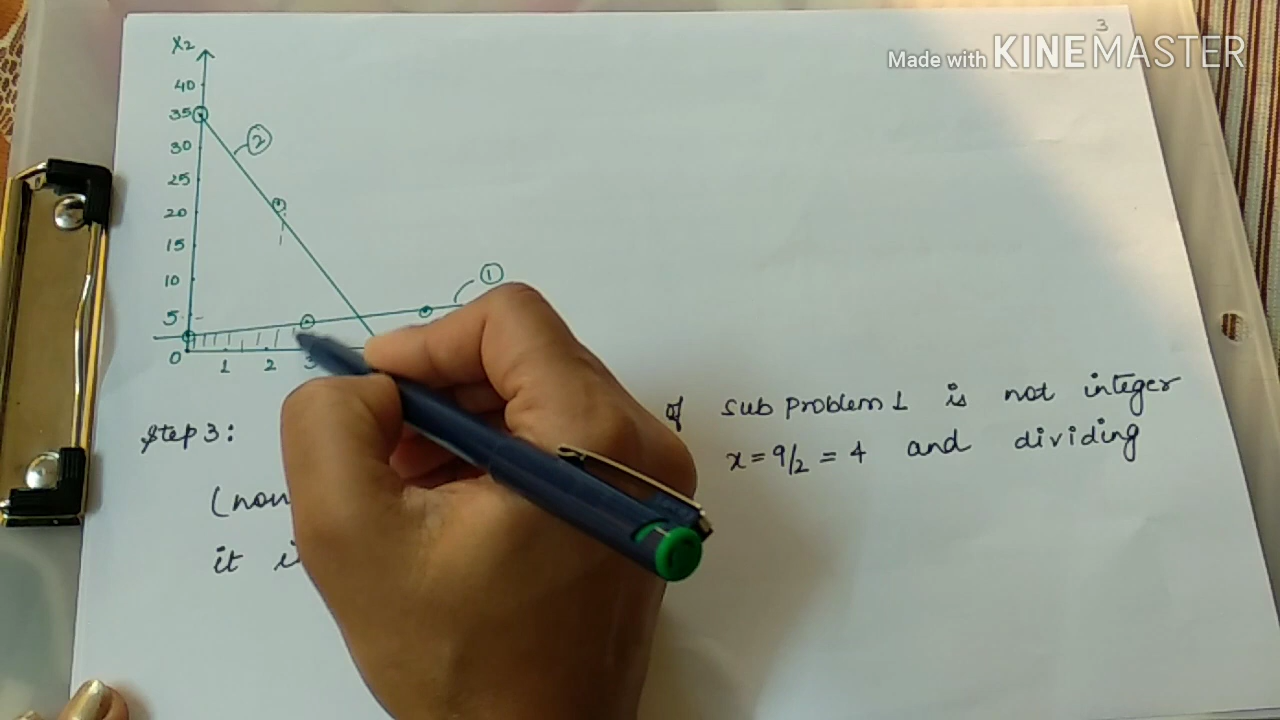 3
Made with KINEMASTER
X2
40
35
30
25
20
15
10
5
0 1 2 3
2
1
Step 3: of sub problem 1 is not integer
x = 9/2 = 4 and dividing
(non
it i